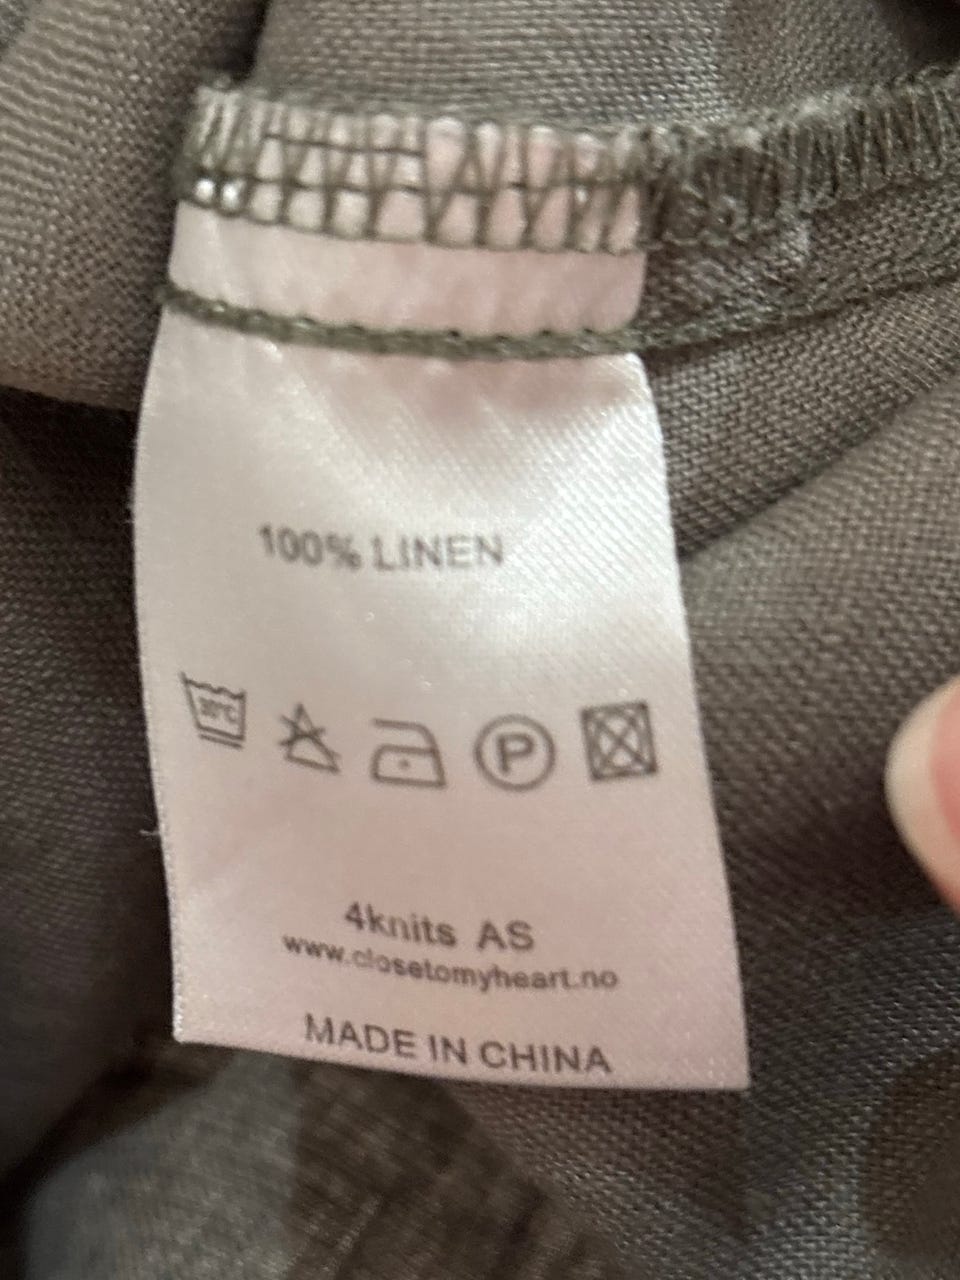 100% LINEN
30°C
P
4knits AS
www.closetomyheart.no
MADE IN CHINA